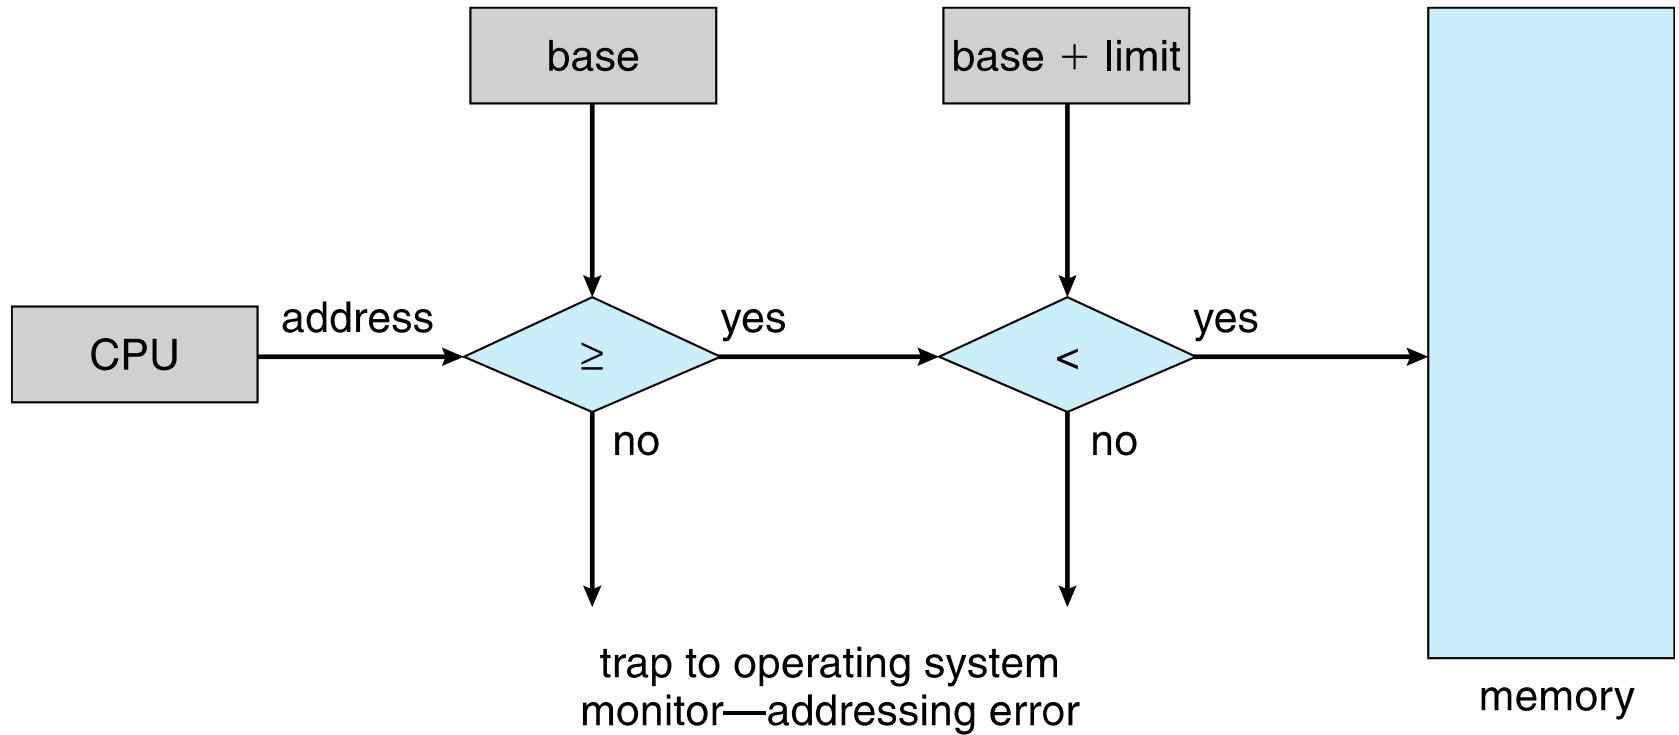 base
base + limit
CPU
address
≥
yes
<
yes
no
no
trap to operating system
monitor—addressing error
memory